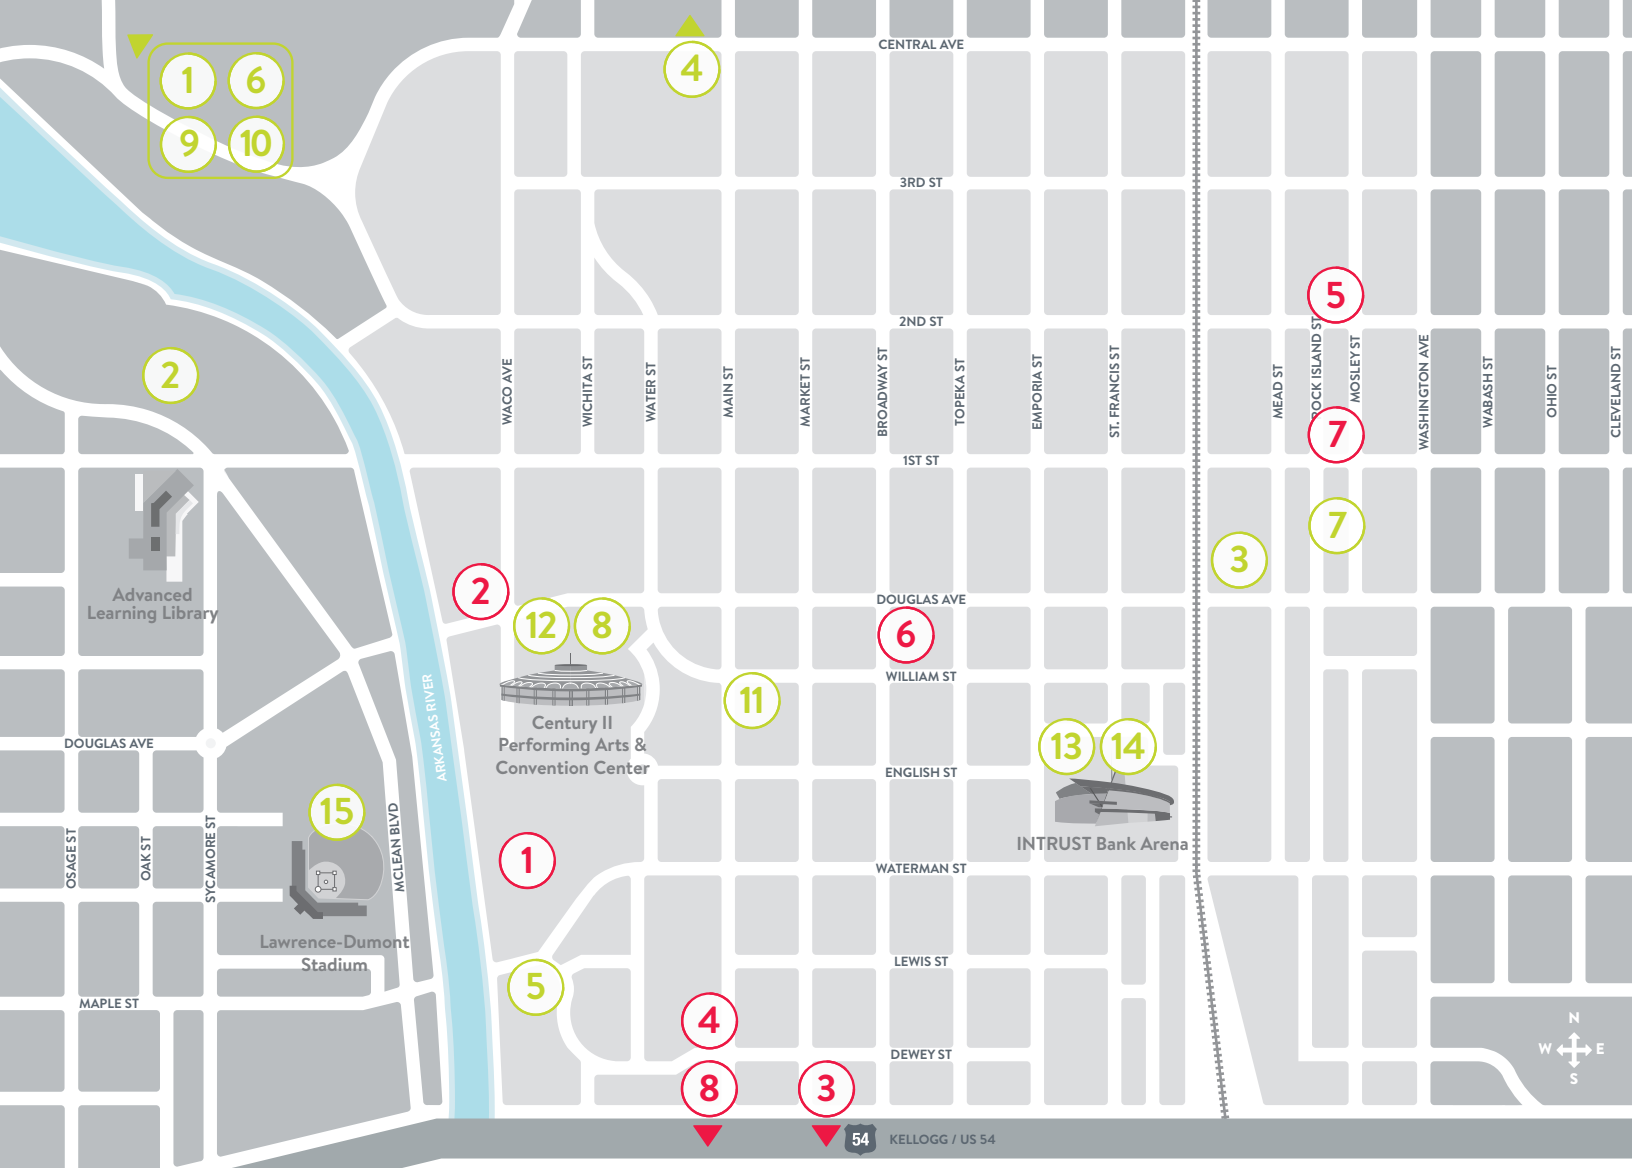 CENTRAL AVE
4
1
6
9
10
3RD ST
5
2ND ST
2
WACO AVE
WICHITA ST
WATER ST
MAIN ST
MARKET ST
BROADWAY ST
TOPEKA ST
EMPORIA ST
ST. FRANCIS ST
MEAD ST
ROCK ISLAND ST
MOSLEY ST
WASHINGTON AVE
WABASH ST
OHIO ST
CLEVELAND ST
7
1ST ST
7
3
Advanced
Learning Library
2
12
8
DOUGLAS AVE
6
WILLIAM ST
11
ARKANSAS RIVER
Century II
Performing Arts &
Convention Center
DOUGLAS AVE
13
14
ENGLISH ST
15
OSAGE ST
OAK ST
SYCAMORE ST
MCLEAN BLVD
INTRUST Bank Arena
1
WATERMAN ST
Lawrence-Dumont
Stadium
LEWIS ST
5
MAPLE ST
4
DEWEY ST
N
W
E
S
8
3
54
KELLOGG / US 54